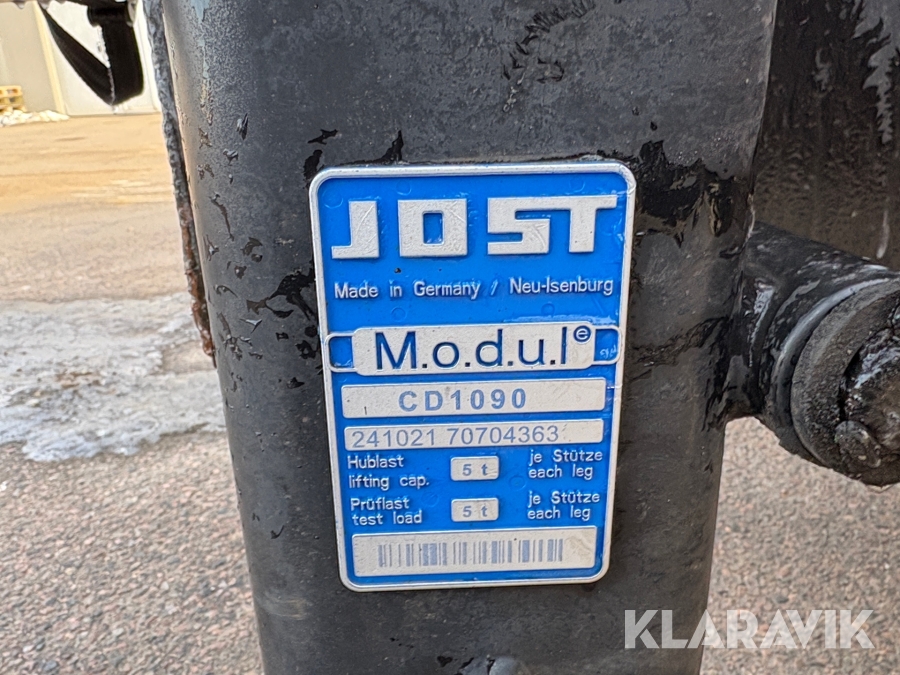 JOST
Made in Germany / Neu-Isenburg
M.o.d.u.l e
CD1090
241021 70704363
Hublast 5 t je Stütze
lifting cap. each leg
Prüflast 5 t je Stütze
test load each leg
KLARAVIK